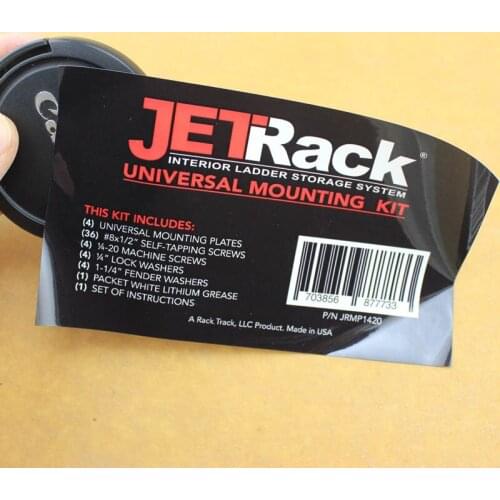 JETRack®
INTERIOR LADDER STORAGE SYSTEM
UNIVERSAL MOUNTING KIT
THIS KIT INCLUDES:
(4) UNIVERSAL MOUNTING PLATES
(36) #8x1/2" SELF-TAPPING SCREWS
(4) ¼-20 MACHINE SCREWS
(4) ¼" LOCK WASHERS
(4) 1-1/4" FENDER WASHERS
(1) PACKET WHITE LITHIUM GREASE
(1) SET OF INSTRUCTIONS
703856 877733
P/N JRMP1420
A Rack Track, LLC Product. Made in USA